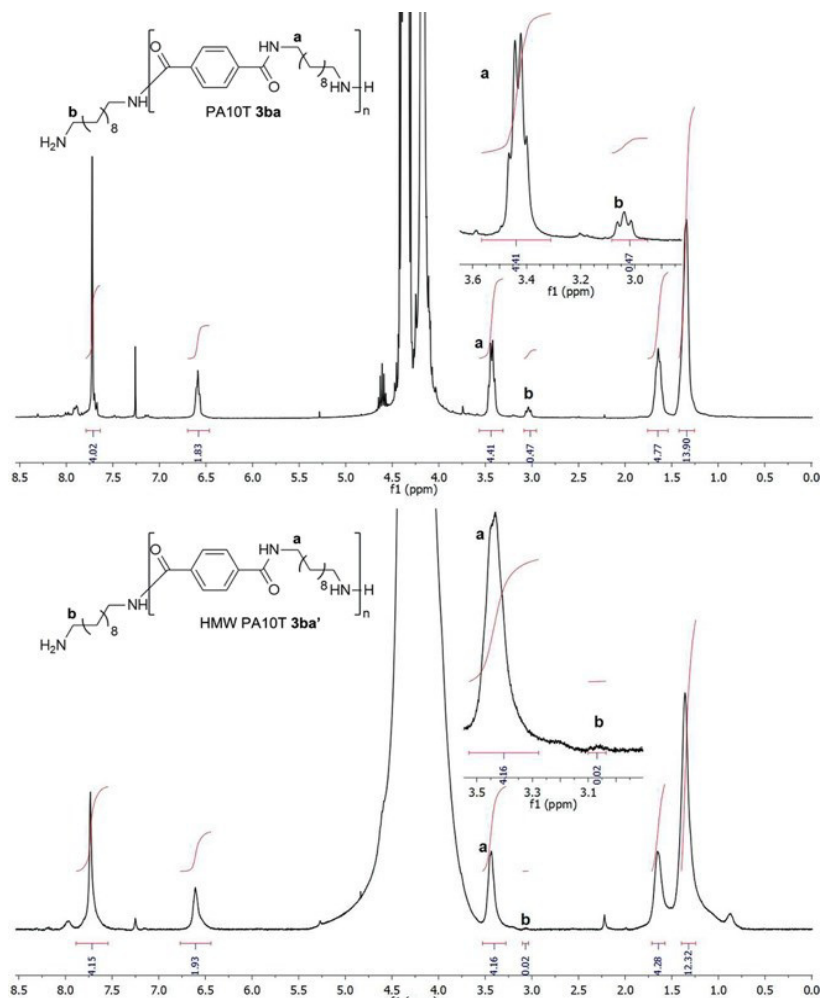 a
O
NH
8
HN
H
NH
O
n
b
8
H₂N
PA10T 3ba
a
b
4.41
0.47
3.6
3.4
3.2
3.0
f1 (ppm)
a
b
4.02
1.83
4.41
0.47
4.77
13.90
8.5 8.0 7.5 7.0 6.5 6.0 5.5 5.0 4.5 4.0 3.5 3.0 2.5 2.0 1.5 1.0 0.5 0.0
f1 (ppm)
a
O
NH
8
HN
H
NH
O
n
b
8
H₂N
HMW PA10T 3ba'
a
b
4.16
0.02
3.5
3.3
3.1
f1 (ppm)
a
b
4.15
1.93
4.16
0.02
4.28
12.32
8.5 8.0 7.5 7.0 6.5 6.0 5.5 5.0 4.5 4.0 3.5 3.0 2.5 2.0 1.5 1.0 0.5 0.0